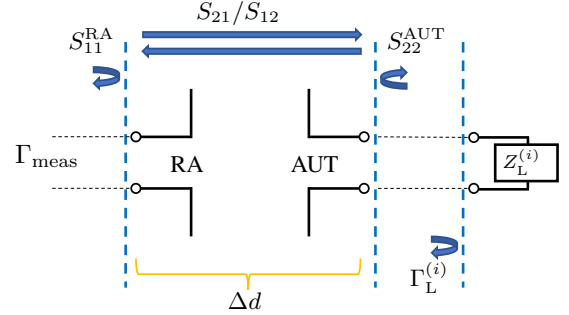 S₂₁/S₁₂
S₁₁^RA
S₂₂^AUT
Γ_meas
RA
AUT
Z_L^(i)
Γ_L^(i)
Δd